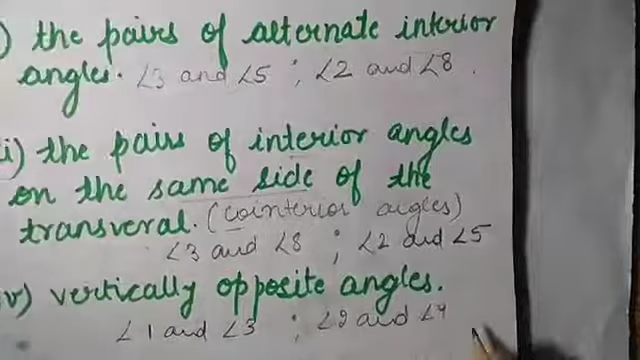 ) the pairs of alternate interior
angles. ∠3 and ∠5 ; ∠2 and ∠8.
i) the pairs of interior angles
on the same side of the
transveral. (cointerior angles)
∠3 and ∠8 ; ∠2 and ∠5
v) vertically opposite angles.
∠1 and ∠3 ; ∠2 and ∠4